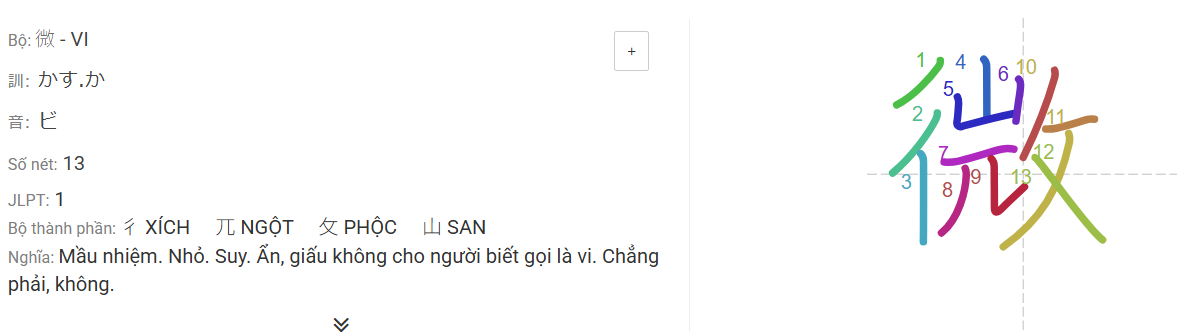 Bộ: 微 - VI
+
訓: かす.か
音: ビ
Số nét: 13
JLPT: 1
Bộ thành phần: 彳 XÍCH 兀 NGỘT 攵 PHỘC 山 SAN
Nghĩa: Mầu nhiệm. Nhỏ. Suy. Ẩn, giấu không cho người biết gọi là vi. Chẳng
phải, không.
微
1
2
3
4
5
6
7
8
9
10
11
12
13